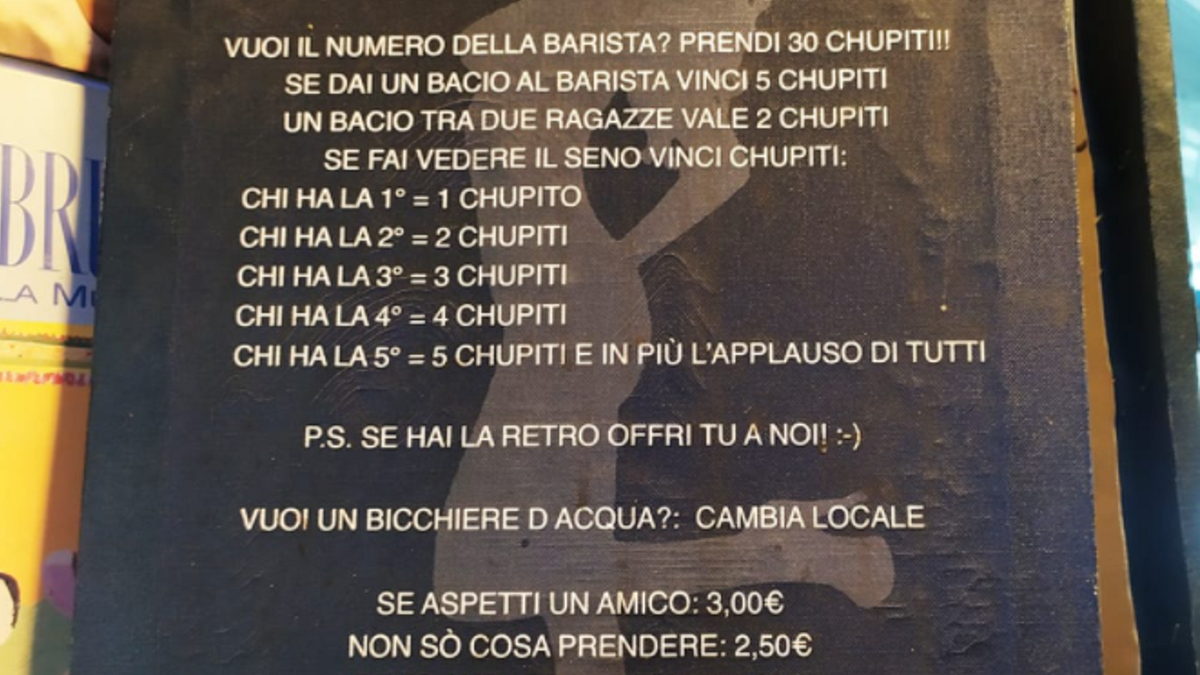 VUOI IL NUMERO DELLA BARISTA? PRENDI 30 CHUPITI!!
SE DAI UN BACIO AL BARISTA VINCI 5 CHUPITI
UN BACIO TRA DUE RAGAZZE VALE 2 CHUPITI
SE FAI VEDERE IL SENO VINCI CHUPITI:
CHI HA LA 1° = 1 CHUPITO
CHI HA LA 2° = 2 CHUPITI
CHI HA LA 3° = 3 CHUPITI
CHI HA LA 4° = 4 CHUPITI
CHI HA LA 5° = 5 CHUPITI E IN PIÙ L'APPLAUSO DI TUTTI
P.S. SE HAI LA RETRO OFFRI TU A NOI! :-)
VUOI UN BICCHIERE D ACQUA?: CAMBIA LOCALE
SE ASPETTI UN AMICO: 3,00€
NON SÒ COSA PRENDERE: 2,50€